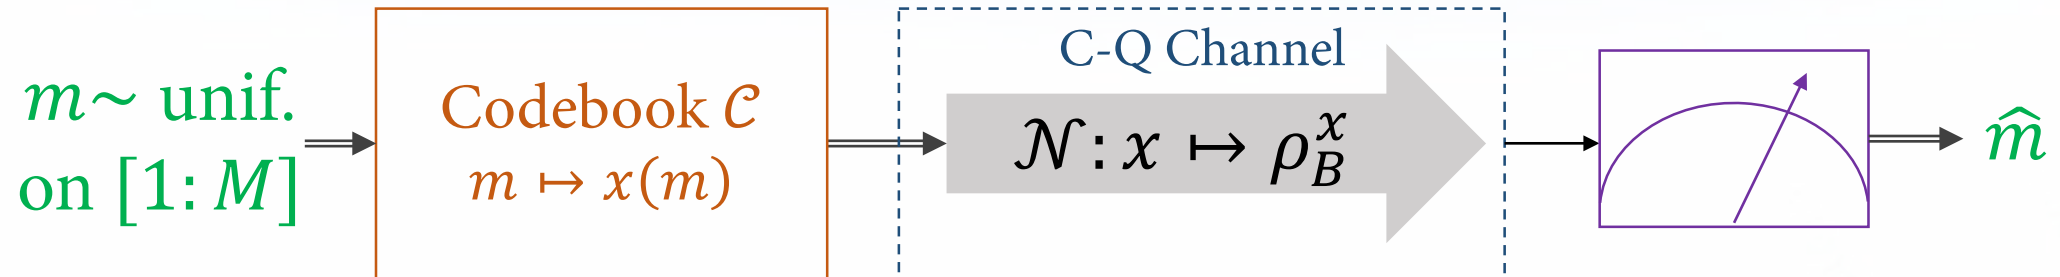 m~ unif.
on [1: M]
Codebook 𝒞
m ↦ x(m)
C-Q Channel
𝒩 : x ↦ ρ_B^x
m̂